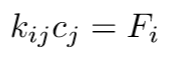 k_{ij}c_j = F_i